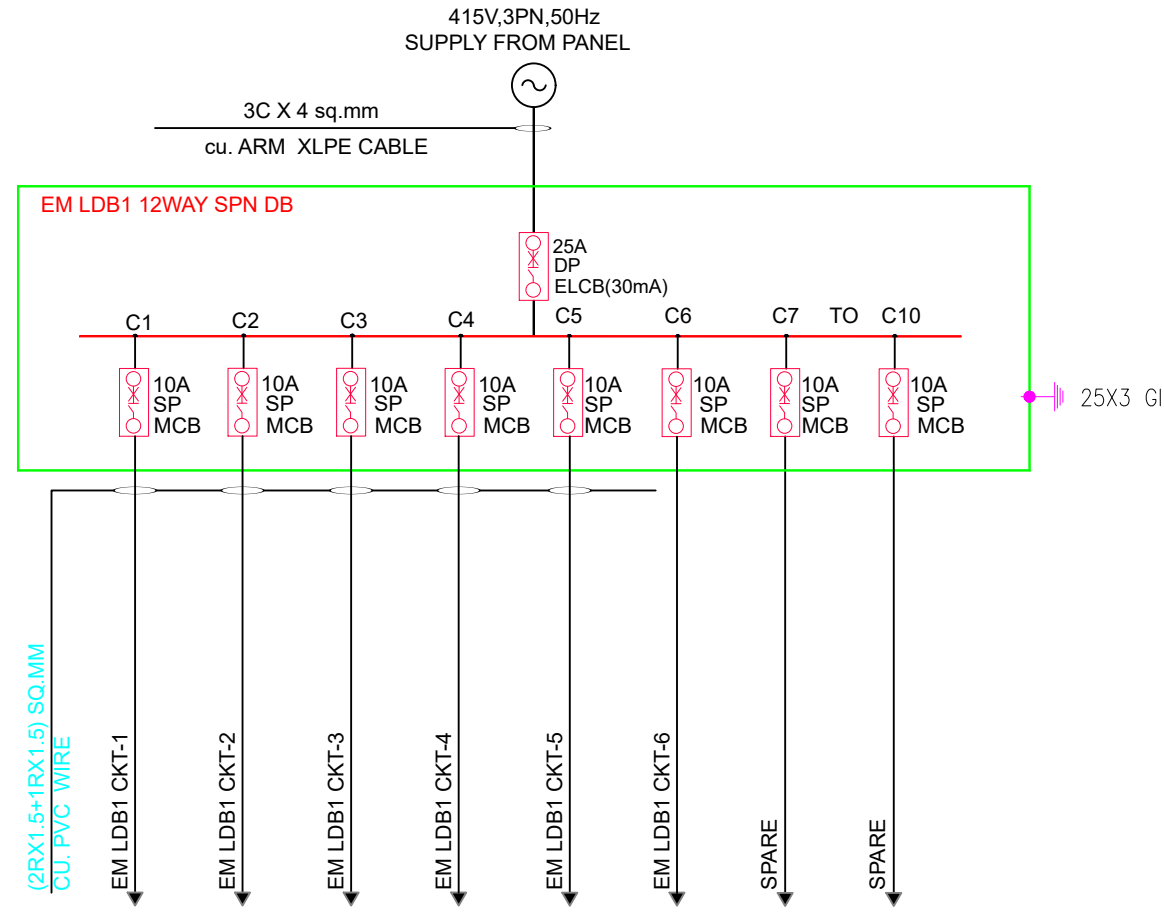 415V,3PN,50Hz
SUPPLY FROM PANEL
3C X 4 sq.mm
cu. ARM XLPE CABLE
EM LDB1 12WAY SPN DB
25A
DP
ELCB(30mA)
C1
C2
C3
C4
C5
C6
C7 TO C10
10A
SP
MCB
10A
SP
MCB
10A
SP
MCB
10A
SP
MCB
10A
SP
MCB
10A
SP
MCB
10A
SP
MCB
10A
SP
MCB
25X3 GI
(2RX1.5+1RX1.5) SQ.MM
CU. PVC WIRE
EM LDB1 CKT-1
EM LDB1 CKT-2
EM LDB1 CKT-3
EM LDB1 CKT-4
EM LDB1 CKT-5
EM LDB1 CKT-6
SPARE
SPARE